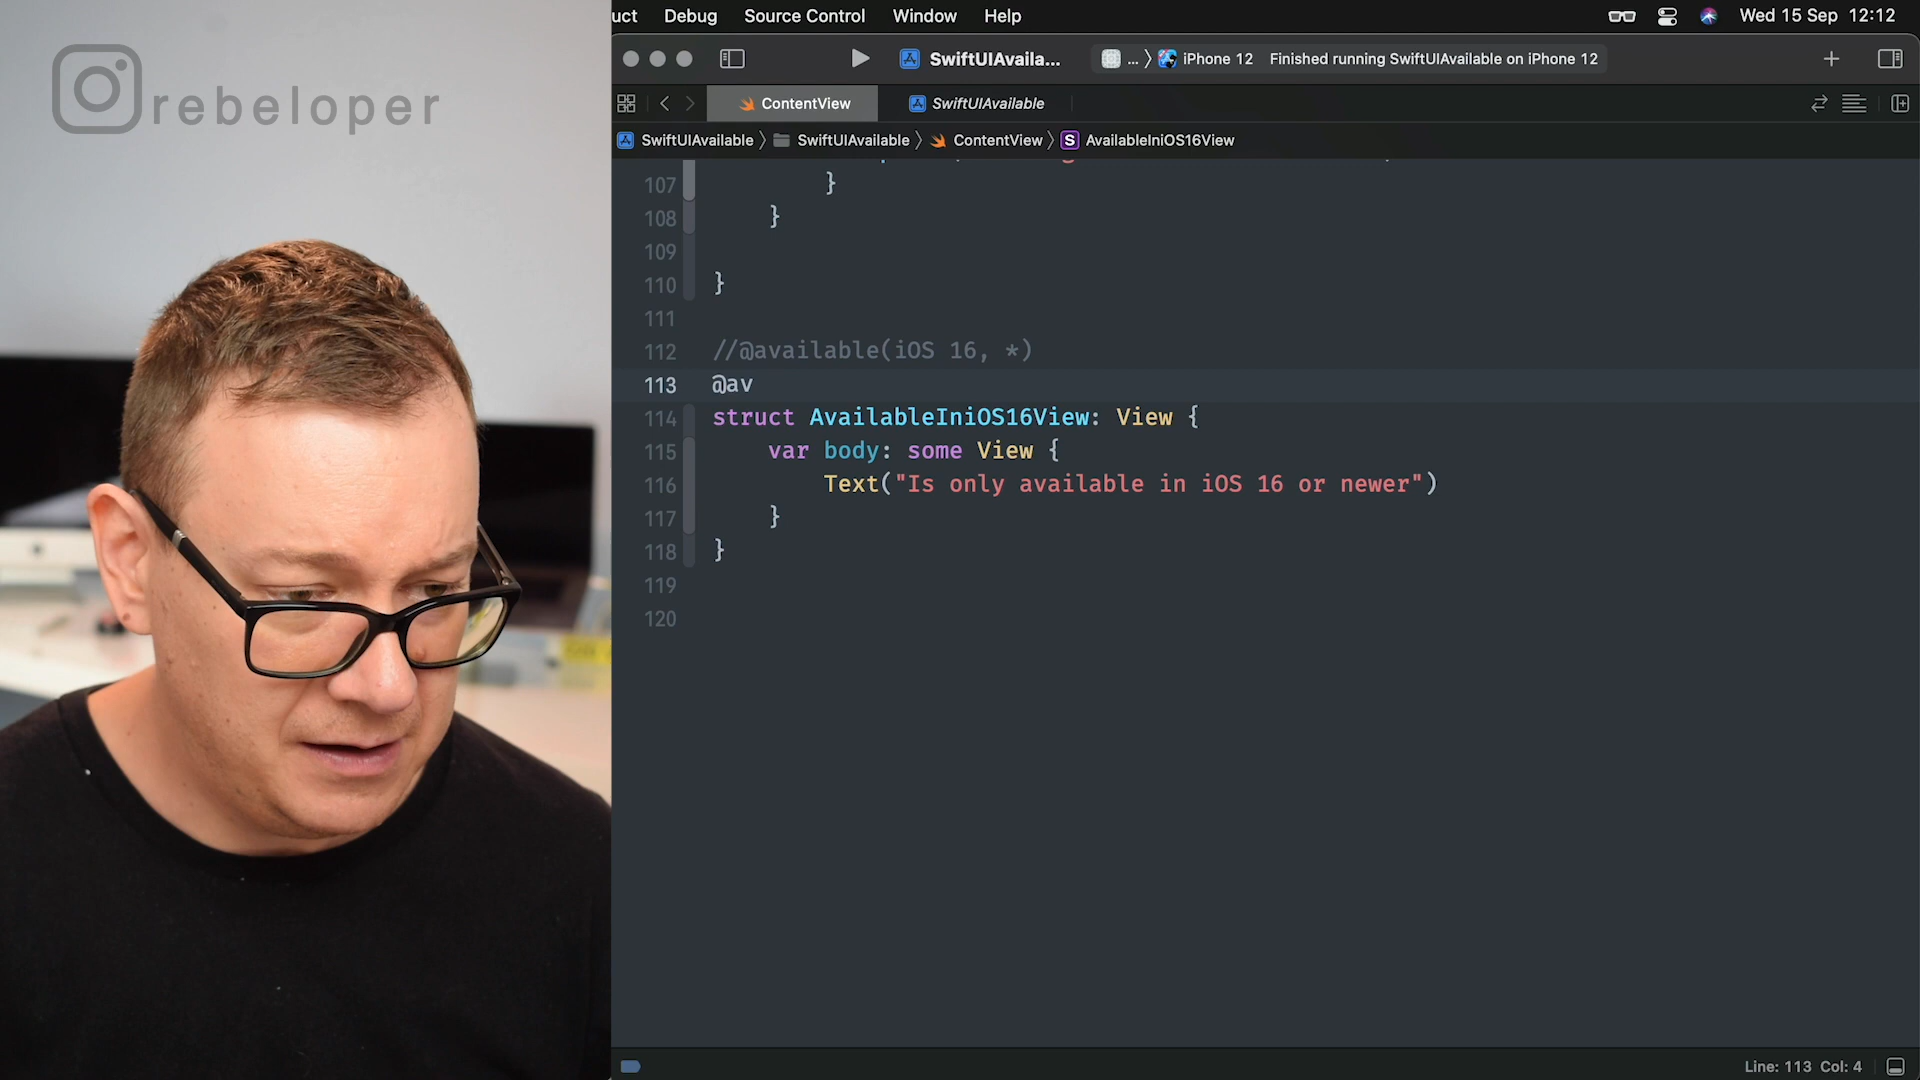 rebeloper
uct Debug Source Control Window Help Wed 15 Sep 12:12
SwiftUIAvaila... ... iPhone 12 Finished running SwiftUIAvailable on iPhone 12
ContentView SwiftUIAvailable
SwiftUIAvailable SwiftUIAvailable ContentView S AvailableIniOS16View
107 }
108 }
109
110 }
111
112 //@available(iOS 16, *)
113 @av
114 struct AvailableIniOS16View: View {
115 var body: some View {
116 Text("Is only available in iOS 16 or newer")
117 }
118 }
119
120
Line: 113 Col: 4